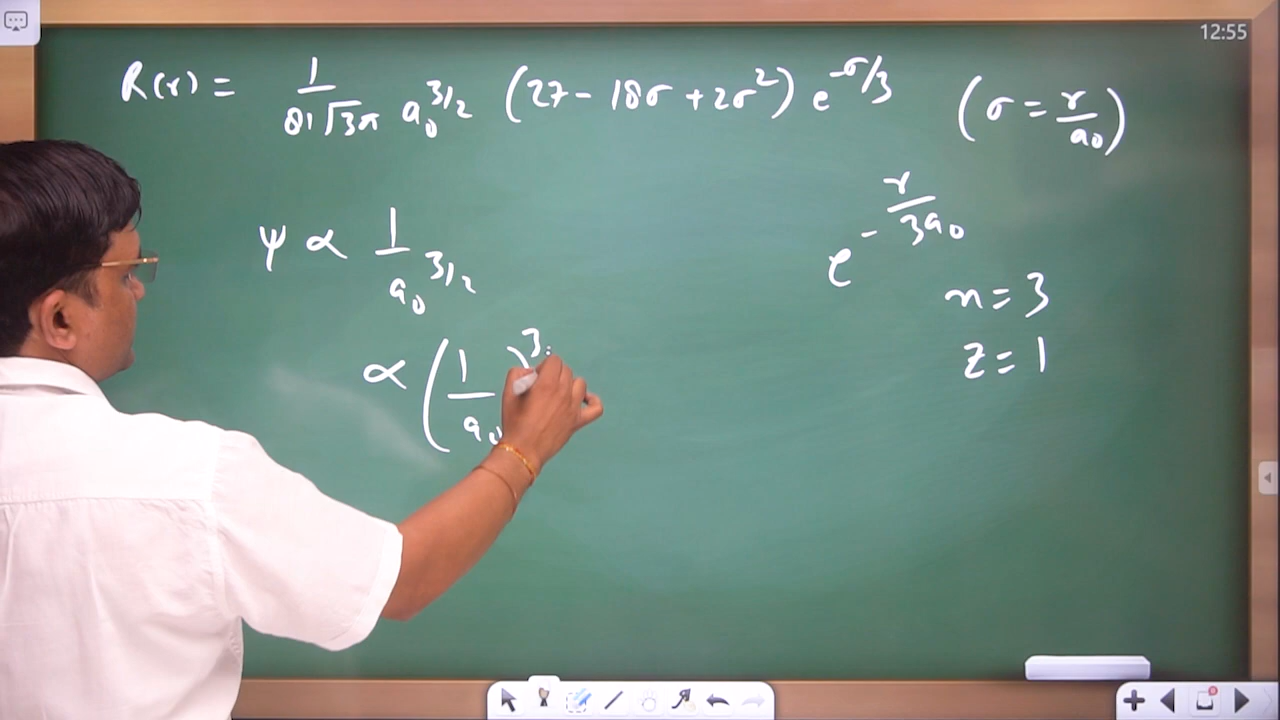 12:55
R(r) = 1/(81√3π a₀^3/2) (27 - 18σ + 2σ²) e^-σ/3 (σ = r/a₀)
ψ ∝ 1/a₀^3/2
e^-r/3a₀
n = 3
∝ (1/a₀)^3
z = 1